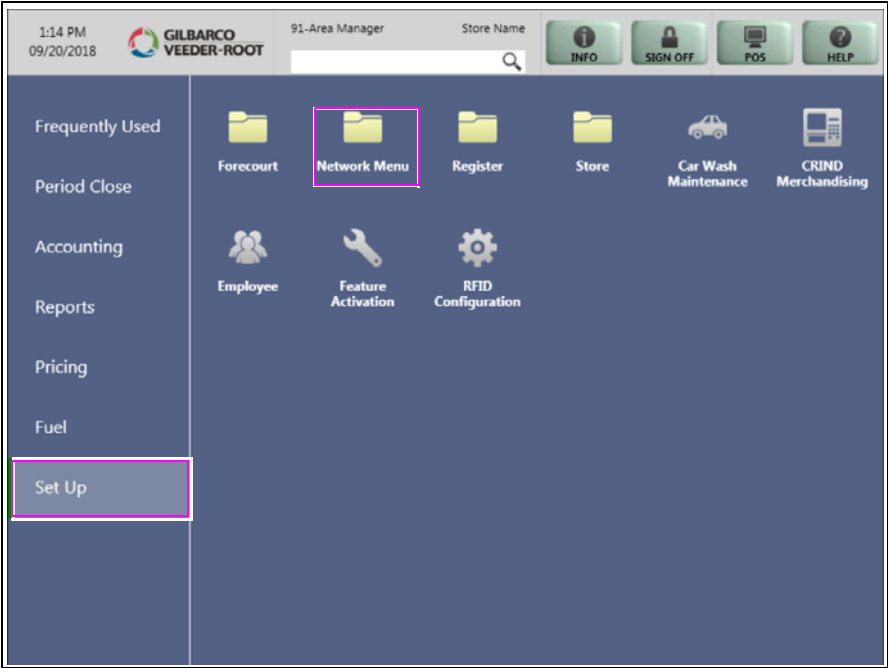 1:14 PM
09/20/2018
GILBARCO
VEEDER-ROOT
91-Area Manager
Store Name
INFO
SIGN OFF
POS
HELP
Frequently Used
Period Close
Accounting
Reports
Pricing
Fuel
Set Up
Forecourt
Network Menu
Register
Store
Car Wash
Maintenance
CRIND
Merchandising
Employee
Feature
Activation
RFID
Configuration